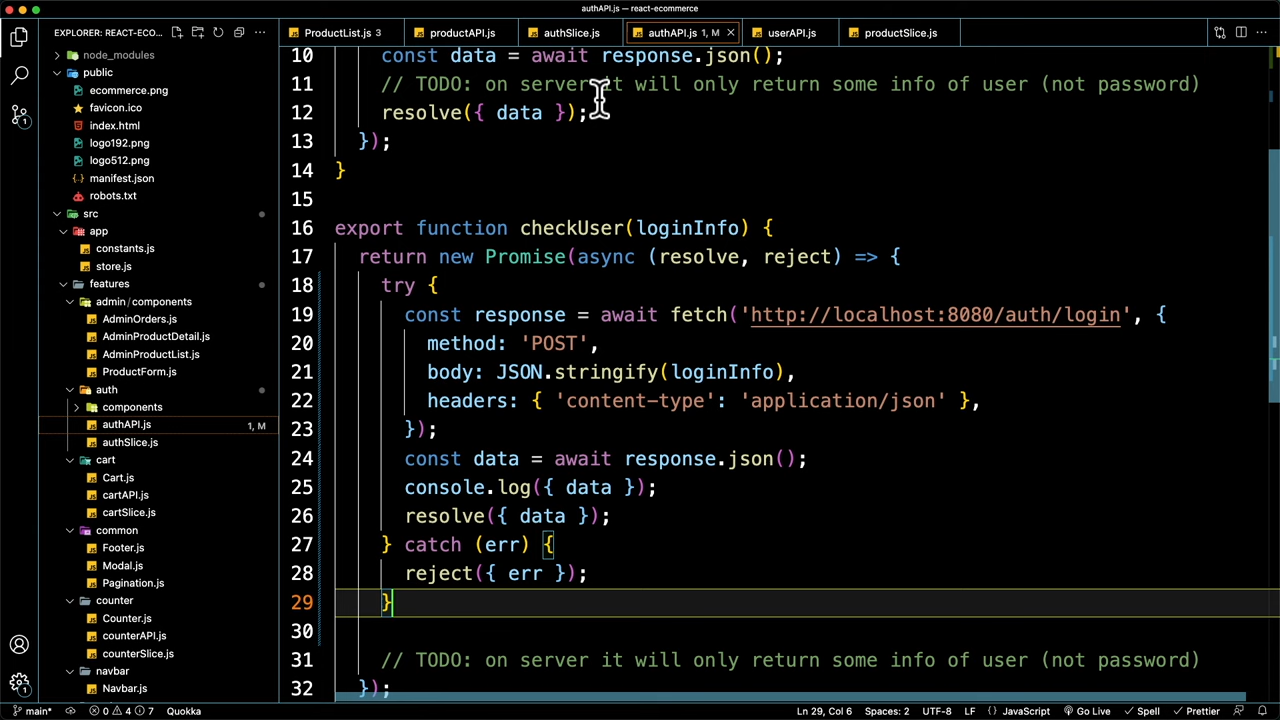 authAPI.js — react-ecommerce
EXPLORER: REACT-ECO...
ProductList.js 3
productAPI.js
authSlice.js
authAPI.js 1, M
userAPI.js
productSlice.js
node_modules
public
ecommerce.png
favicon.ico
index.html
logo192.png
logo512.png
manifest.json
robots.txt
src
app
constants.js
store.js
features
admin/components
AdminOrders.js
AdminProductDetail.js
AdminProductList.js
ProductForm.js
auth
components
authAPI.js 1, M
authSlice.js
cart
Cart.js
cartAPI.js
cartSlice.js
common
Footer.js
Modal.js
Pagination.js
counter
Counter.js
counterAPI.js
counterSlice.js
navbar
Navbar.js
10 const data = await response.json();
11 // TODO: on server it will only return some info of user (not password)
12 resolve({ data });
13 });
14 }
15
16 export function checkUser(loginInfo) {
17 return new Promise(async (resolve, reject) => {
18 try {
19 const response = await fetch('http://localhost:8080/auth/login', {
20 method: 'POST',
21 body: JSON.stringify(loginInfo),
22 headers: { 'content-type': 'application/json' },
23 });
24 const data = await response.json();
25 console.log({ data });
26 resolve({ data });
27 } catch (err) {
28 reject({ err });
29 }
30
31 // TODO: on server it will only return some info of user (not password)
32 });
main* 0 4 7 Quokka
Ln 29, Col 6 Spaces: 2 UTF-8 LF {} JavaScript Go Live Spell Prettier